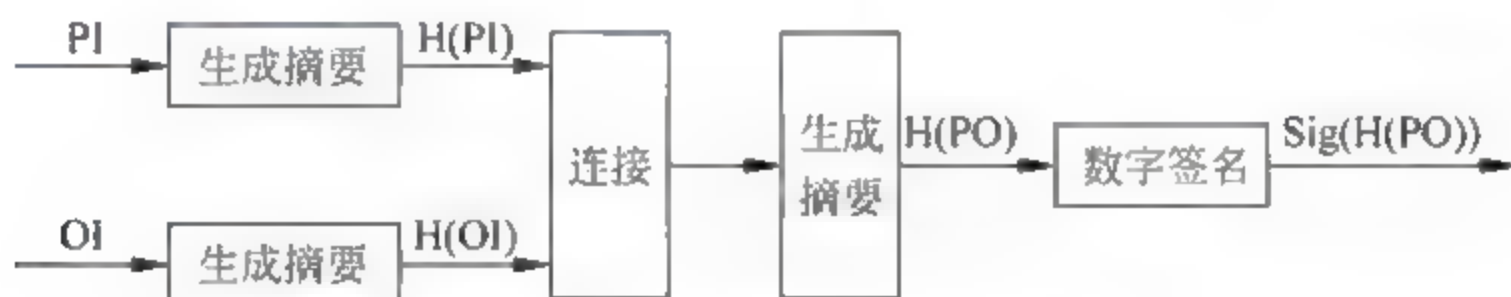 PI
生成摘要
H(PI)
OI
生成摘要
H(OI)
连接
生成
摘要
H(PO)
数字签名
Sig(H(PO))